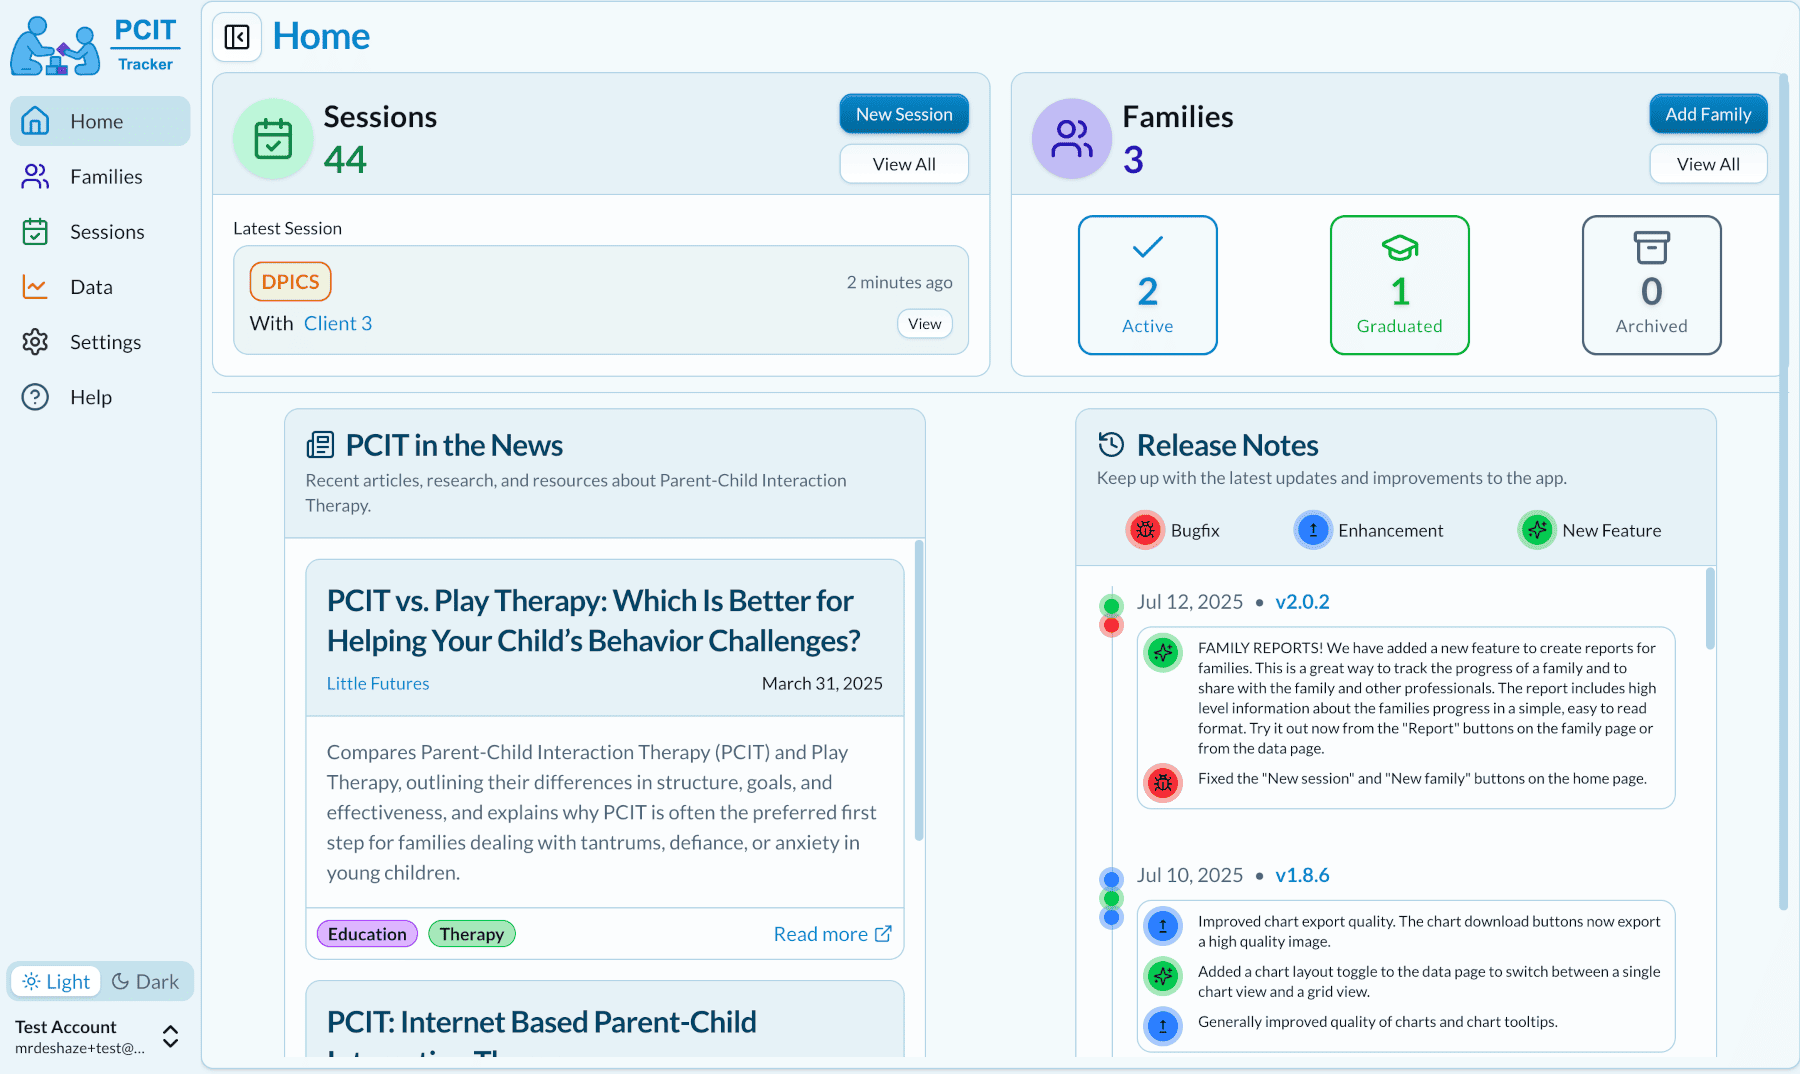 PCIT
Tracker
Home
Families
Sessions
Data
Settings
Help
Light
Dark
Test Account
mrdeshaze+test@...
Home
Sessions
44
New Session
View All
Latest Session
DPICS
2 minutes ago
With Client 3
View
Families
3
Add Family
View All
2
Active
1
Graduated
0
Archived
PCIT in the News
Recent articles, research, and resources about Parent-Child Interaction
Therapy.
PCIT vs. Play Therapy: Which Is Better for
Helping Your Child’s Behavior Challenges?
Little Futures
March 31, 2025
Compares Parent-Child Interaction Therapy (PCIT) and Play
Therapy, outlining their differences in structure, goals, and
effectiveness, and explains why PCIT is often the preferred first
step for families dealing with tantrums, defiance, or anxiety in
young children.
Education
Therapy
Read more
PCIT: Internet Based Parent-Child
Release Notes
Keep up with the latest updates and improvements to the app.
Bugfix
Enhancement
New Feature
Jul 12, 2025 • v2.0.2
FAMILY REPORTS! We have added a new feature to create reports for
families. This is a great way to track the progress of a family and to
share with the family and other professionals. The report includes high
level information about the families progress in a simple, easy to read
format. Try it out now from the "Report" buttons on the family page or
from the data page.
Fixed the "New session" and "New family" buttons on the home page.
Jul 10, 2025 • v1.8.6
Improved chart export quality. The chart download buttons now export
a high quality image.
Added a chart layout toggle to the data page to switch between a single
chart view and a grid view.
Generally improved quality of charts and chart tooltips.